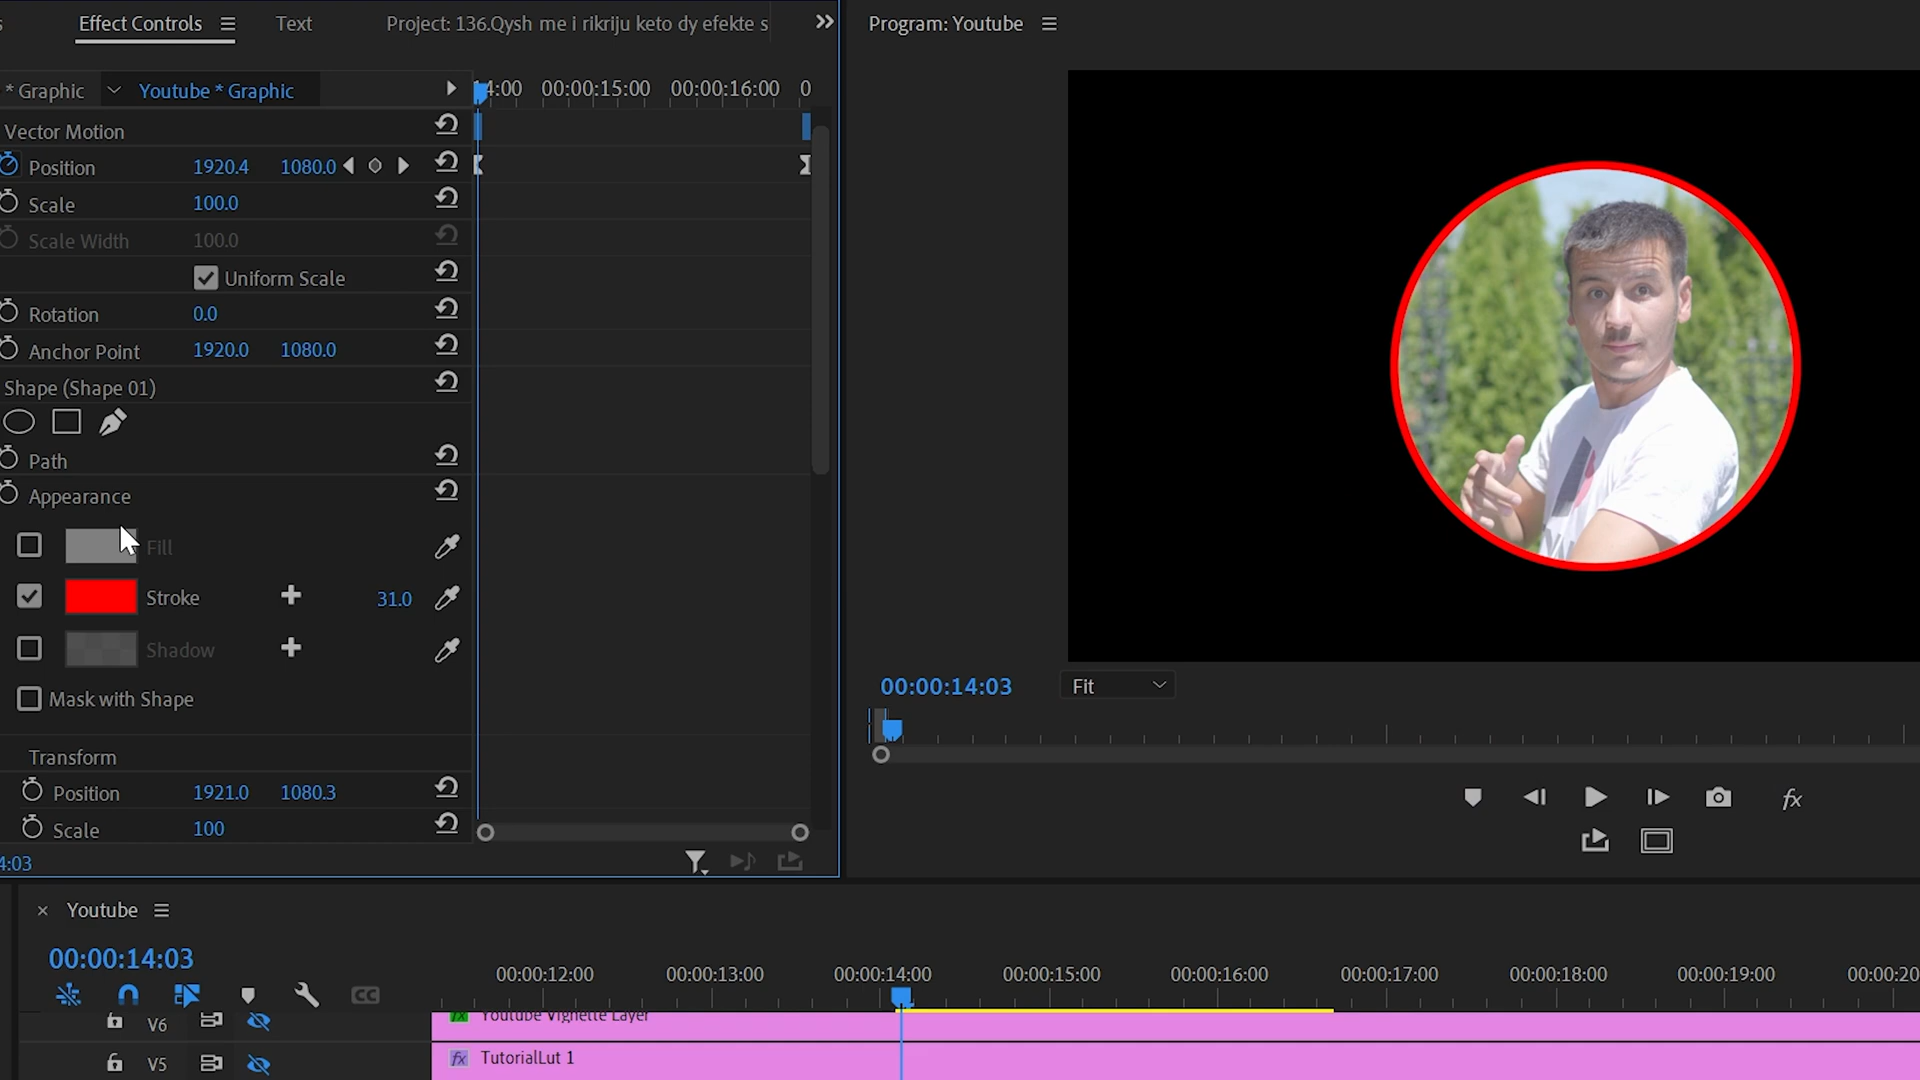 Effect Controls
Text
Project: 136.Qysh me i rikriju keto dy efekte s
Program: Youtube
* Graphic
Youtube * Graphic
00:00:15:00
00:00:16:00
Vector Motion
Position 1920.4 1080.0
Scale 100.0
Scale Width 100.0
Uniform Scale
Rotation 0.0
Anchor Point 1920.0 1080.0
Shape (Shape 01)
Path
Appearance
Fill
Stroke 31.0
Shadow
Mask with Shape
Transform
Position 1921.0 1080.3
Scale 100
4:03
00:00:14:03
Fit
fx
Youtube
00:00:14:03
CC
00:00:12:00
00:00:13:00
00:00:14:00
00:00:15:00
00:00:16:00
00:00:17:00
00:00:18:00
00:00:19:00
00:00:20
V6
fx Youtube Vignette Layer
V5
fx TutorialLut 1